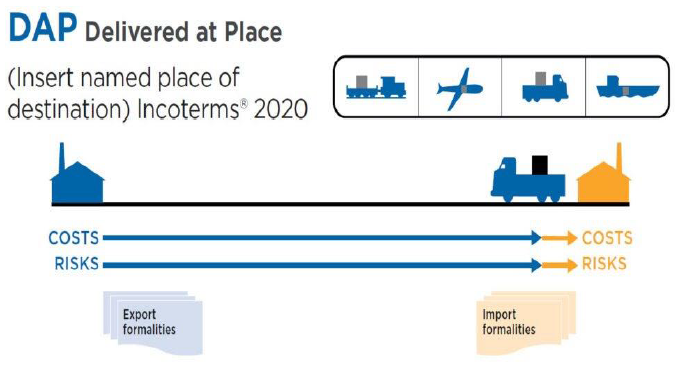 DAP Delivered at Place
(Insert named place of
destination) Incoterms® 2020
COSTS COSTS
RISKS RISKS
Export
formalities
Import
formalities